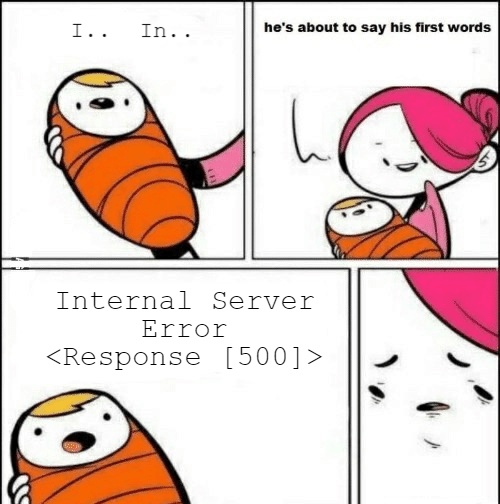 I..  In..
he's about to say his first words
Internal Server
Error
<Response [500]>